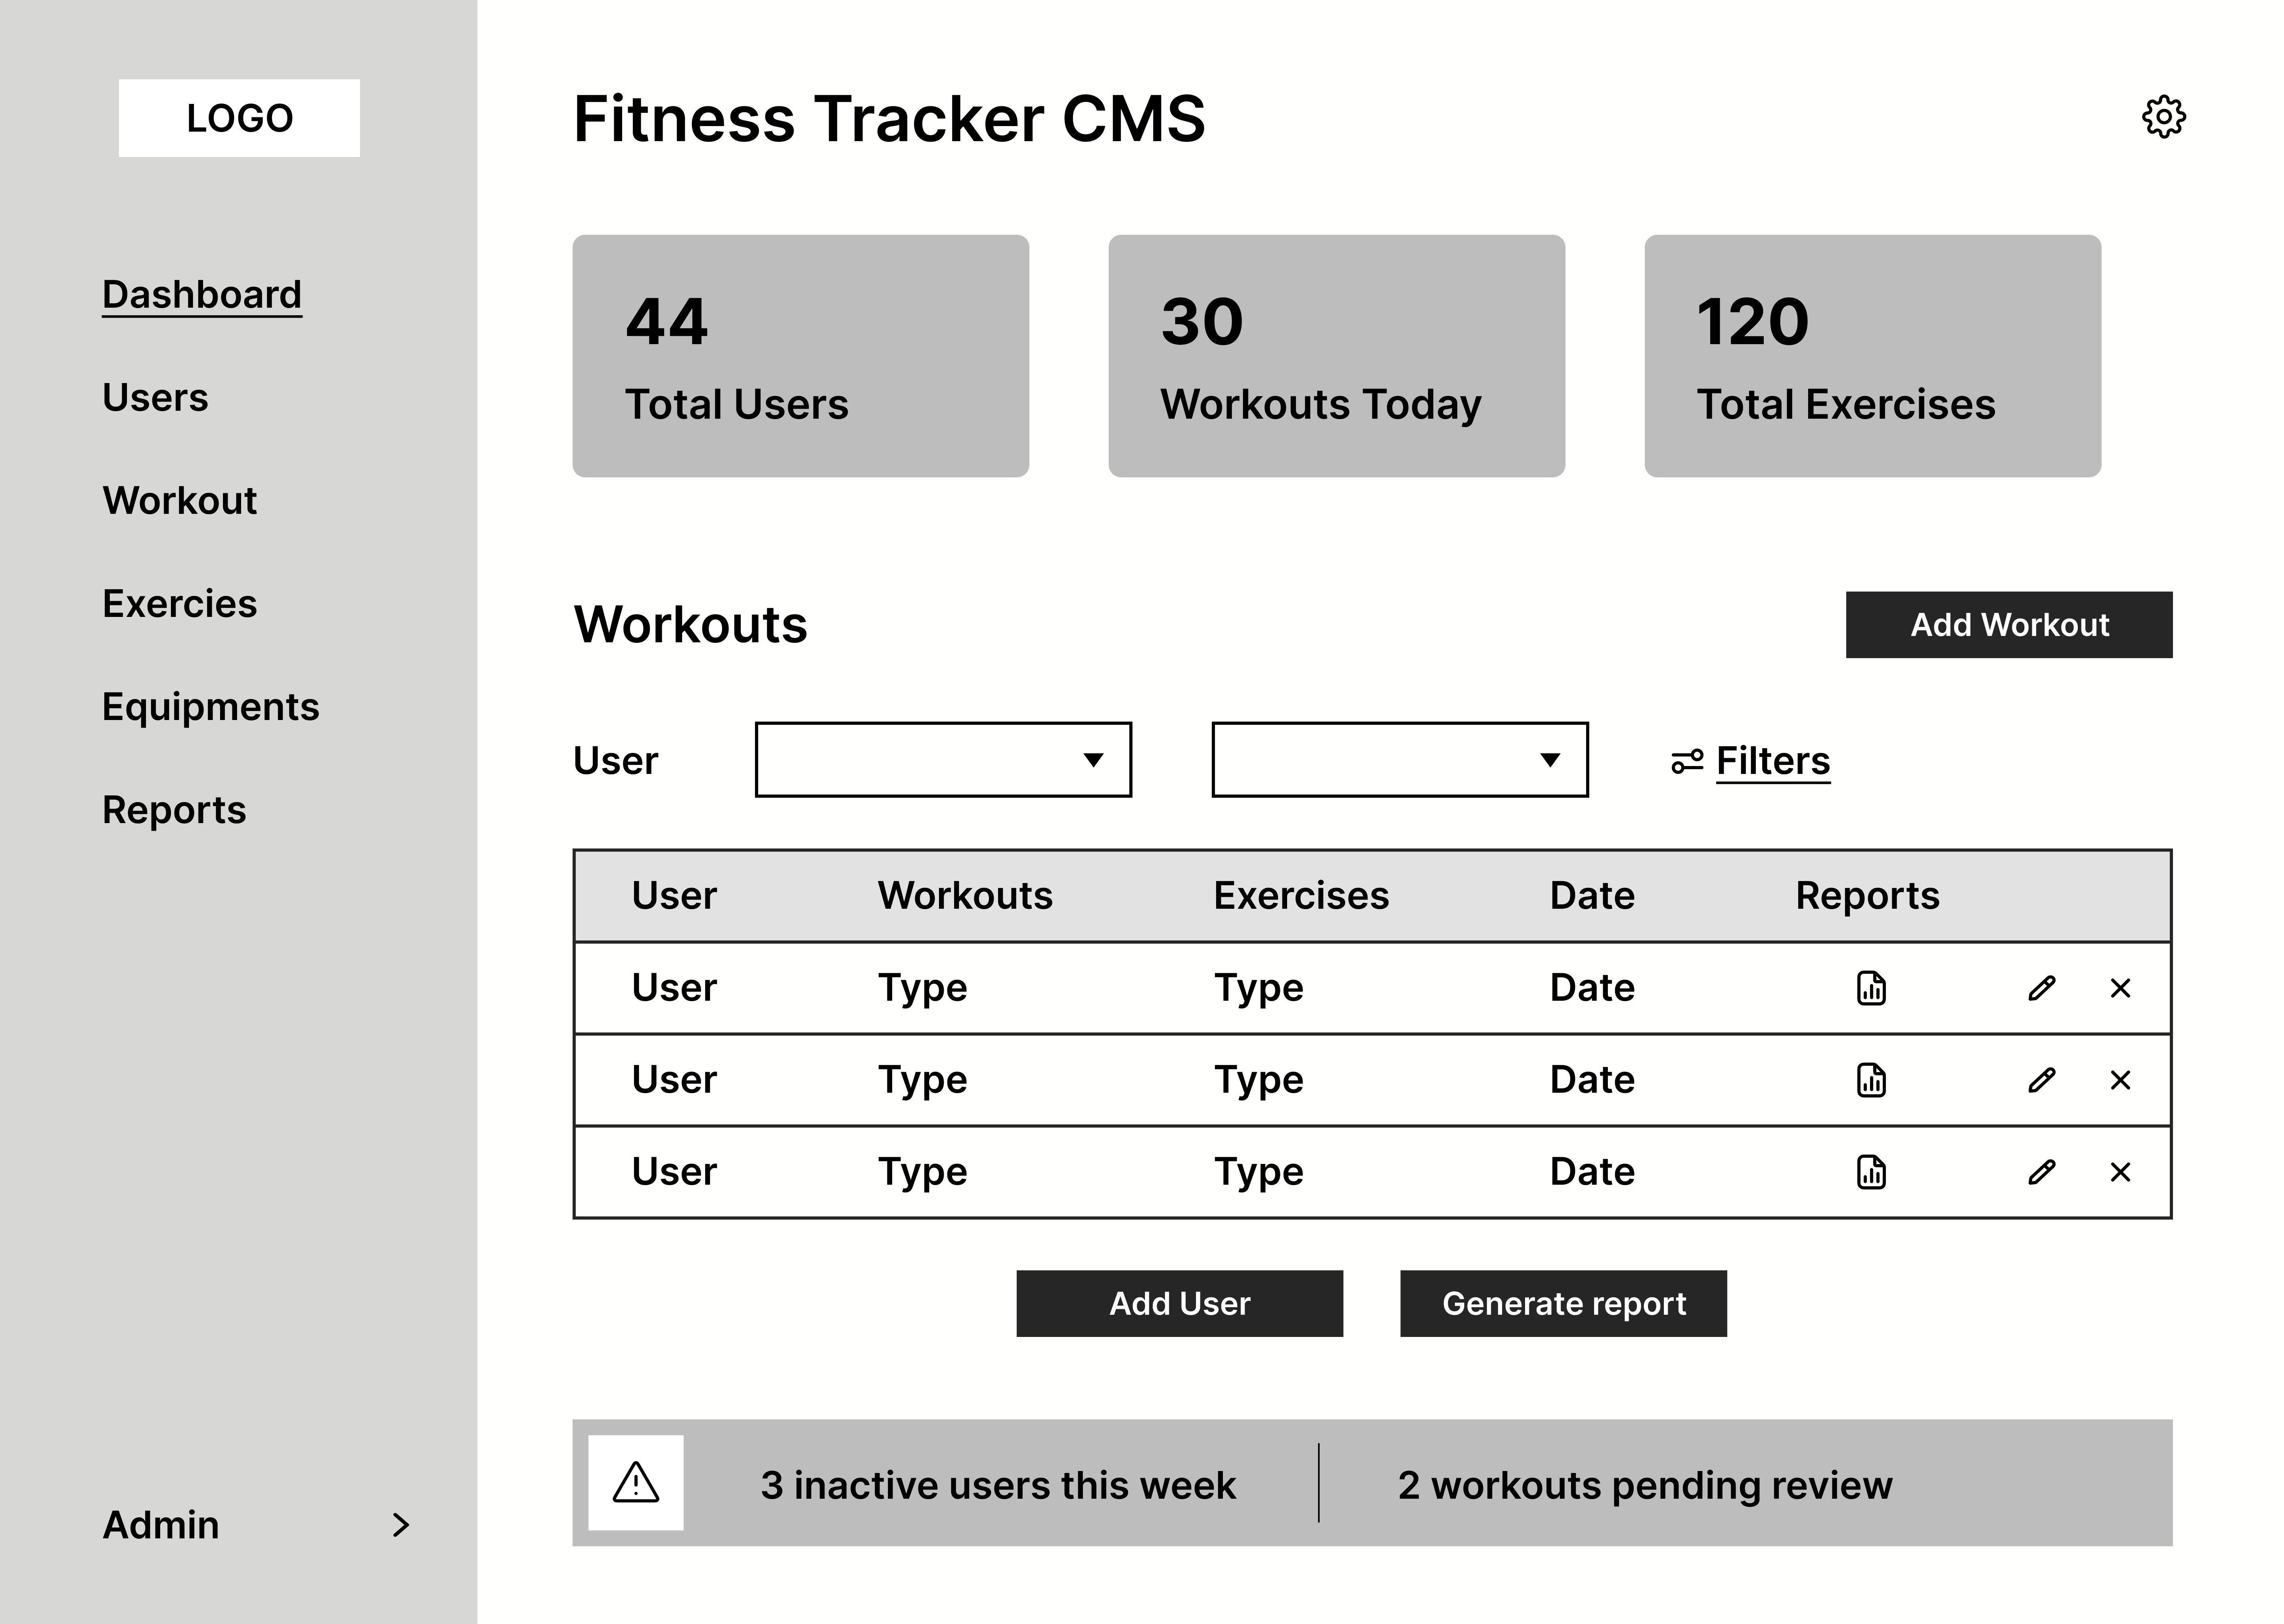 LOGO
Dashboard
Users
Workout
Exercies
Equipments
Reports
Admin
Fitness Tracker CMS
44
Total Users
30
Workouts Today
120
Total Exercises
Workouts
Add Workout
User
Filters
User Workouts Exercises Date Reports
User Type Type Date
User Type Type Date
User Type Type Date
Add User
Generate report
3 inactive users this week
2 workouts pending review